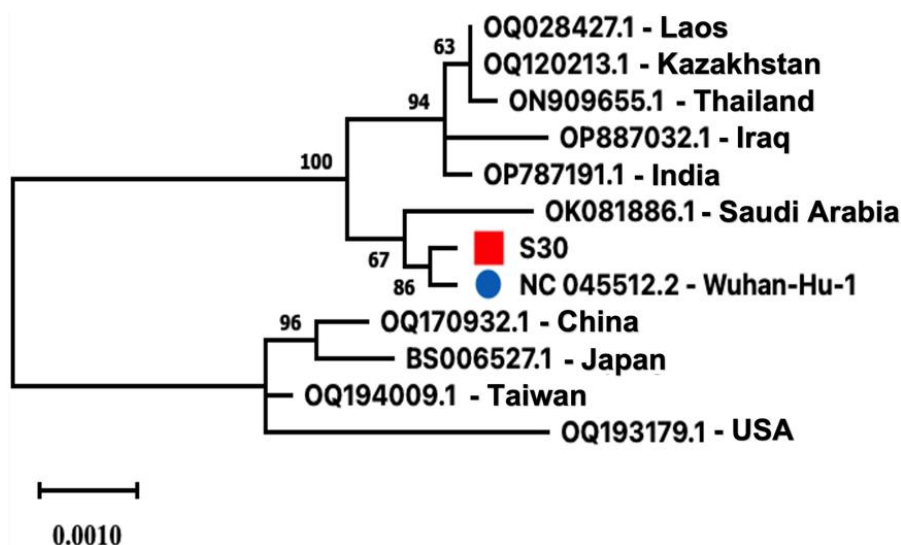 OQ028427.1 - Laos
63
OQ120213.1 - Kazakhstan
94
ON909655.1 - Thailand
OP887032.1 - Iraq
100
OP787191.1 - India
OK081886.1 - Saudi Arabia
S30
67
86
NC 045512.2 - Wuhan-Hu-1
96
OQ170932.1 - China
BS006527.1 - Japan
OQ194009.1 - Taiwan
OQ193179.1 - USA
0.0010